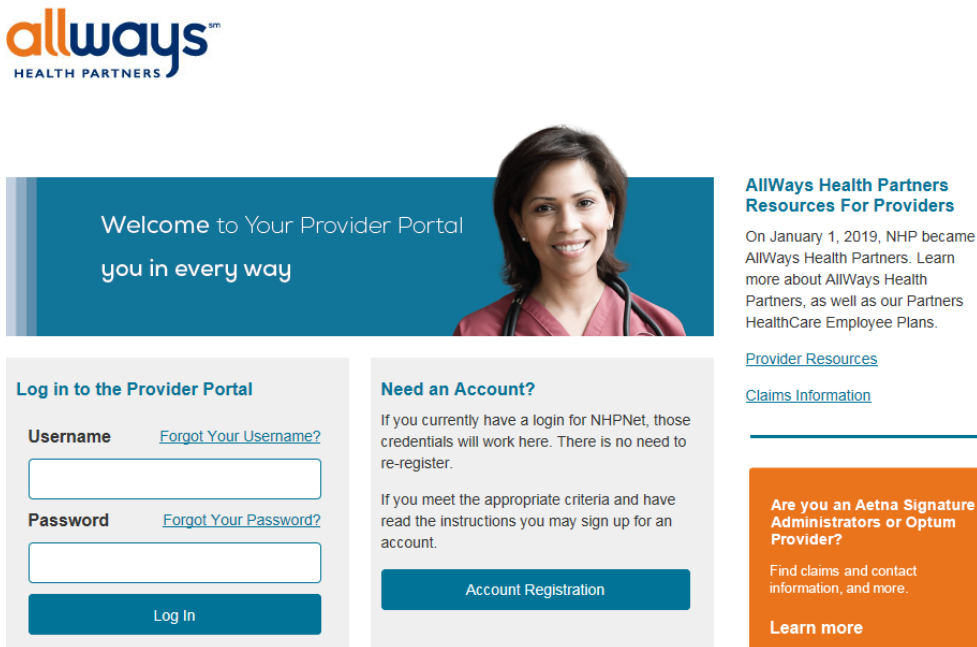 allways℠
HEALTH PARTNERS
Welcome to Your Provider Portal
you in every way
Log in to the Provider Portal
Username
Forgot Your Username?
Password
Forgot Your Password?
Log In
Need an Account?
If you currently have a login for NHPNet, those
credentials will work here. There is no need to
re-register.
If you meet the appropriate criteria and have
read the instructions you may sign up for an
account.
Account Registration
AllWays Health Partners
Resources For Providers
On January 1, 2019, NHP became
AllWays Health Partners. Learn
more about AllWays Health
Partners, as well as our Partners
HealthCare Employee Plans.
Provider Resources
Claims Information
Are you an Aetna Signature
Administrators or Optum
Provider?
Find claims and contact
information, and more.
Learn more